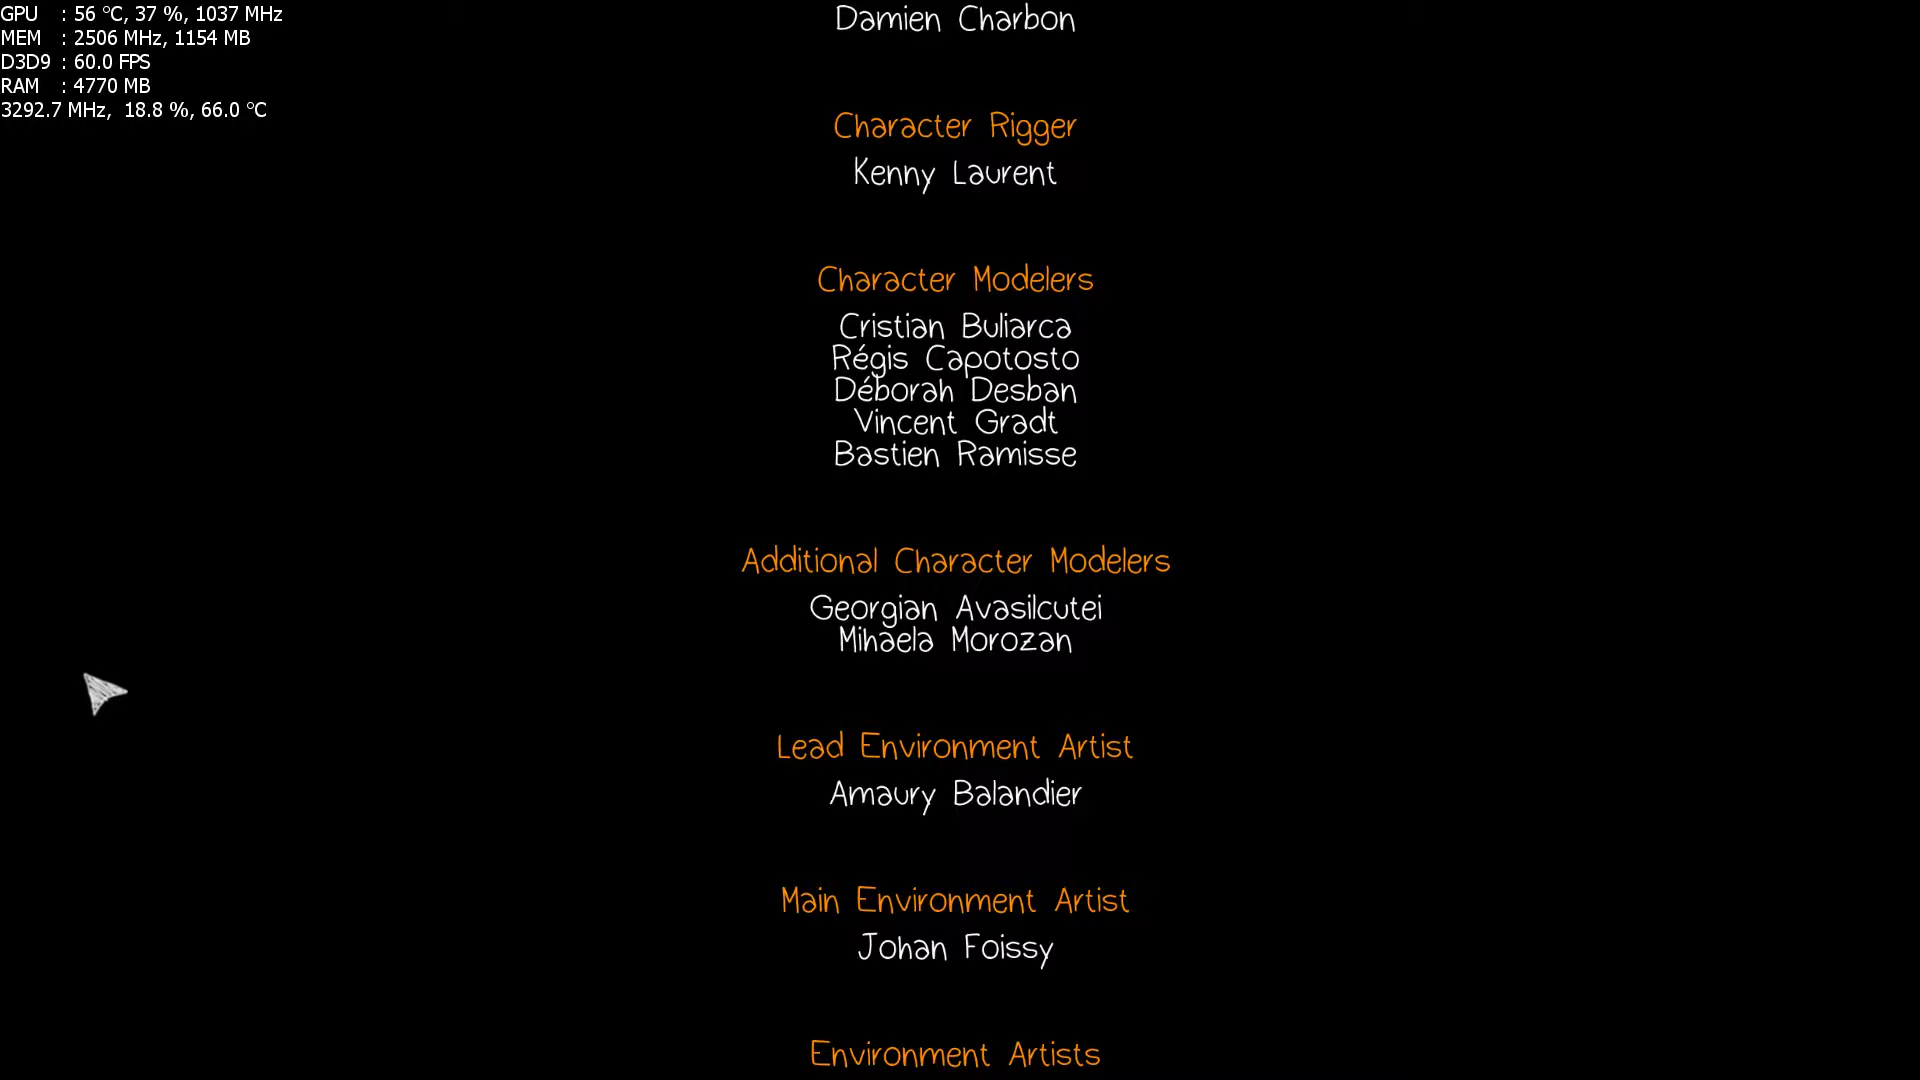 GPU : 56 °C, 37 %, 1037 MHz
MEM : 2506 MHz, 1154 MB
D3D9 : 60.0 FPS
RAM : 4770 MB
3292.7 MHz, 18.8 %, 66.0 °C
Damien Charbon
Character Rigger
Kenny Laurent
Character Modelers
Cristian Buliarca
Régis Capotosto
Déborah Desban
Vincent Gradt
Bastien Ramisse
Additional Character Modelers
Georgian Avasilcutei
Mihaela Morozan
Lead Environment Artist
Amaury Balandier
Main Environment Artist
Johan Foissy
Environment Artists